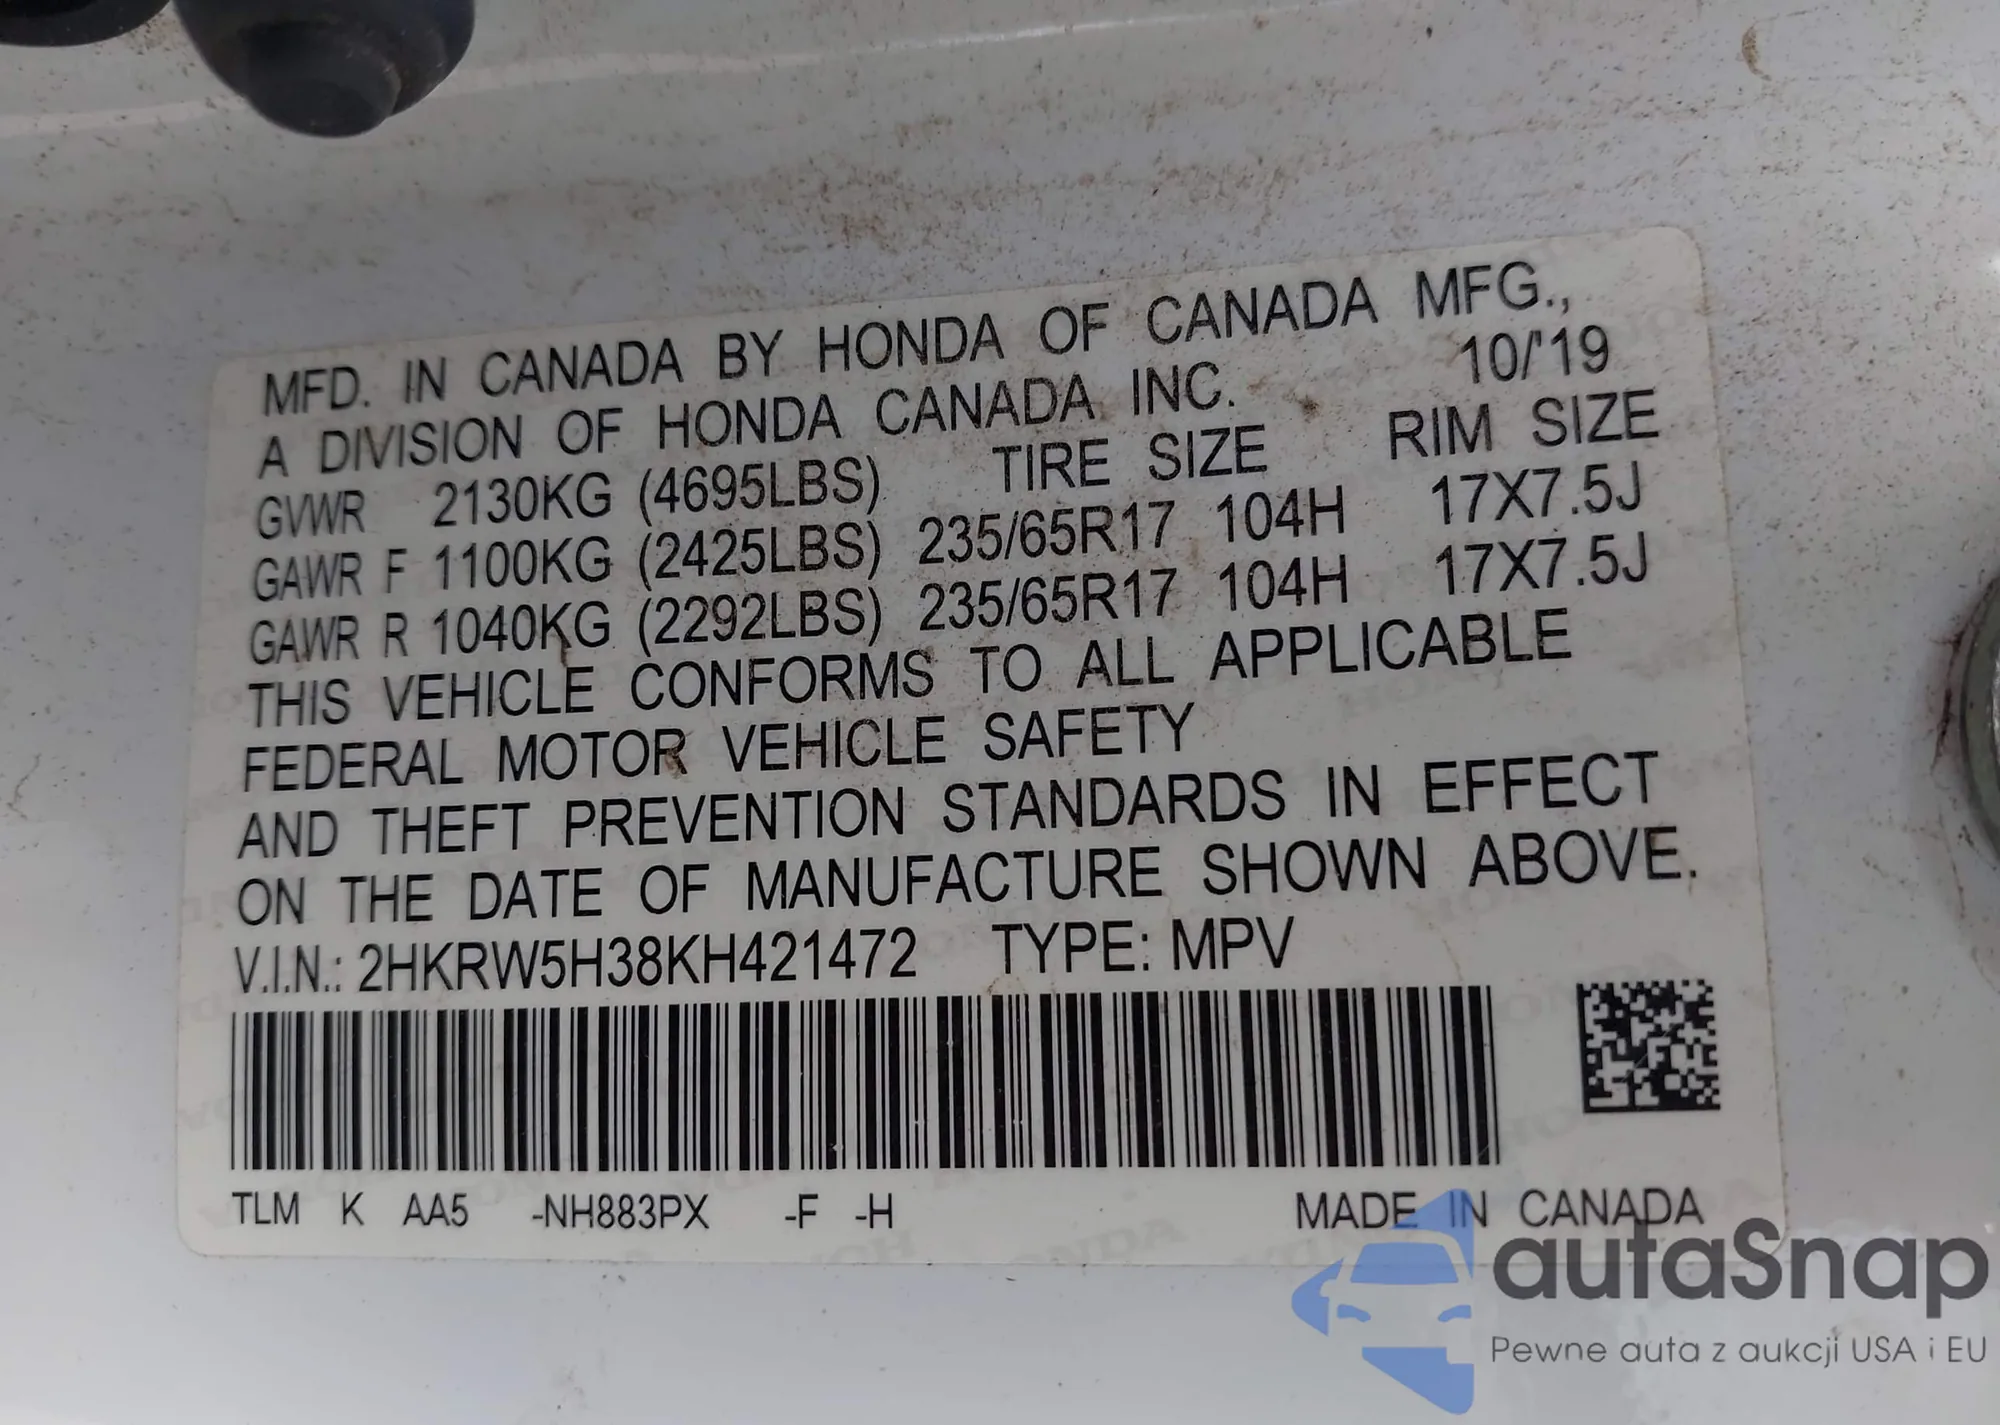 MFD. IN CANADA BY HONDA OF CANADA MFG.,
A DIVISION OF HONDA CANADA INC. 10/'19
GVWR 2130KG (4695LBS) TIRE SIZE RIM SIZE
GAWR F 1100KG (2425LBS) 235/65R17 104H 17X7.5J
GAWR R 1040KG (2292LBS) 235/65R17 104H 17X7.5J
THIS VEHICLE CONFORMS TO ALL APPLICABLE
FEDERAL MOTOR VEHICLE SAFETY
AND THEFT PREVENTION STANDARDS IN EFFECT
ON THE DATE OF MANUFACTURE SHOWN ABOVE.
V.I.N.: 2HKRW5H38KH421472 TYPE: MPV
TLM K AA5 -NH883PX -F -H MADE IN CANADA
autaSnap
Pewne auta z aukcji USA i EU